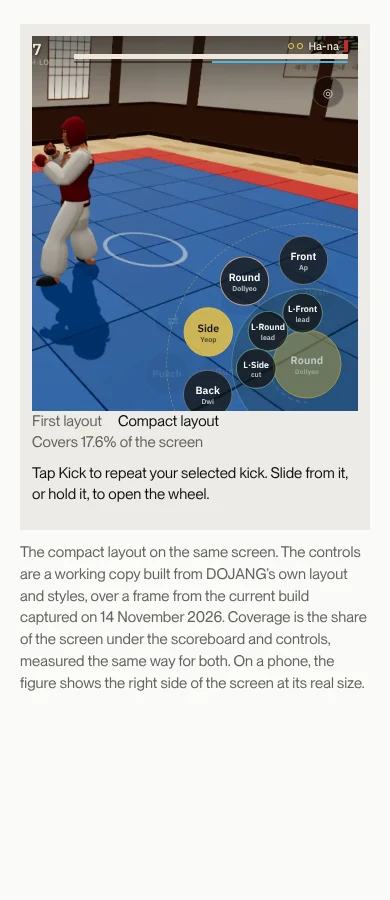 7
Ha-na
Front
Ap
Round
Dollyeo
L-Front
lead
Side
Yeop
L-Round
lead
Round
Dollyeo
L-Side
cut
Punch
Back
Dwi
First layout Compact layout
Covers 17.6% of the screen
Tap Kick to repeat your selected kick. Slide from it,
or hold it, to open the wheel.
The compact layout on the same screen. The controls
are a working copy built from DOJANG’s own layout
and styles, over a frame from the current build
captured on 14 November 2026. Coverage is the share
of the screen under the scoreboard and controls,
measured the same way for both. On a phone, the
figure shows the right side of the screen at its real size.